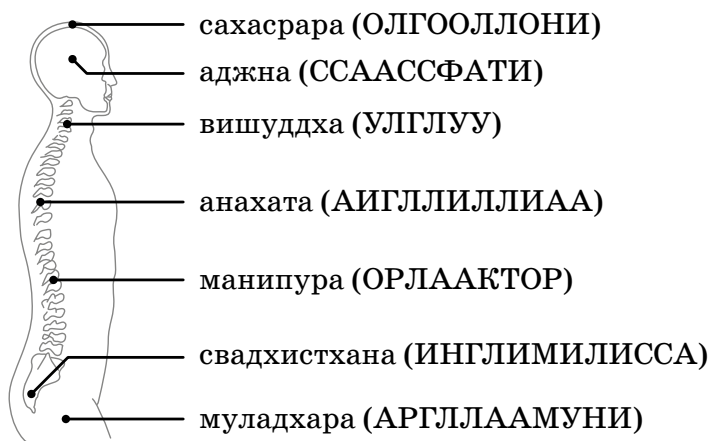 сахасрара (ОЛГООЛЛОНИ)
аджна (ССААССФАТИ)
вишуддха (УЛГЛУУ)
анахата (АИГЛЛИЛЛИАА)
манипура (ОРЛААКТОР)
свадхистхана (ИНГЛИМИЛИССА)
муладхара (АРГЛЛААМУНИ)